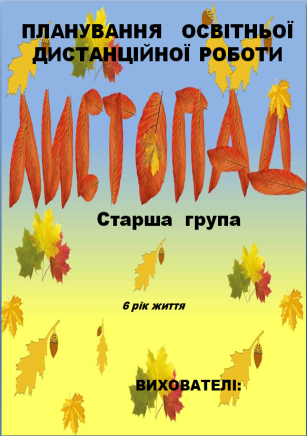 ПЛАНУВАННЯ ОСВІТНЬОЇ
ДИСТАНЦІЙНОЇ РОБОТИ
ЛИСТОПАД
Старша група
6 рік життя
ВИХОВАТЕЛІ: